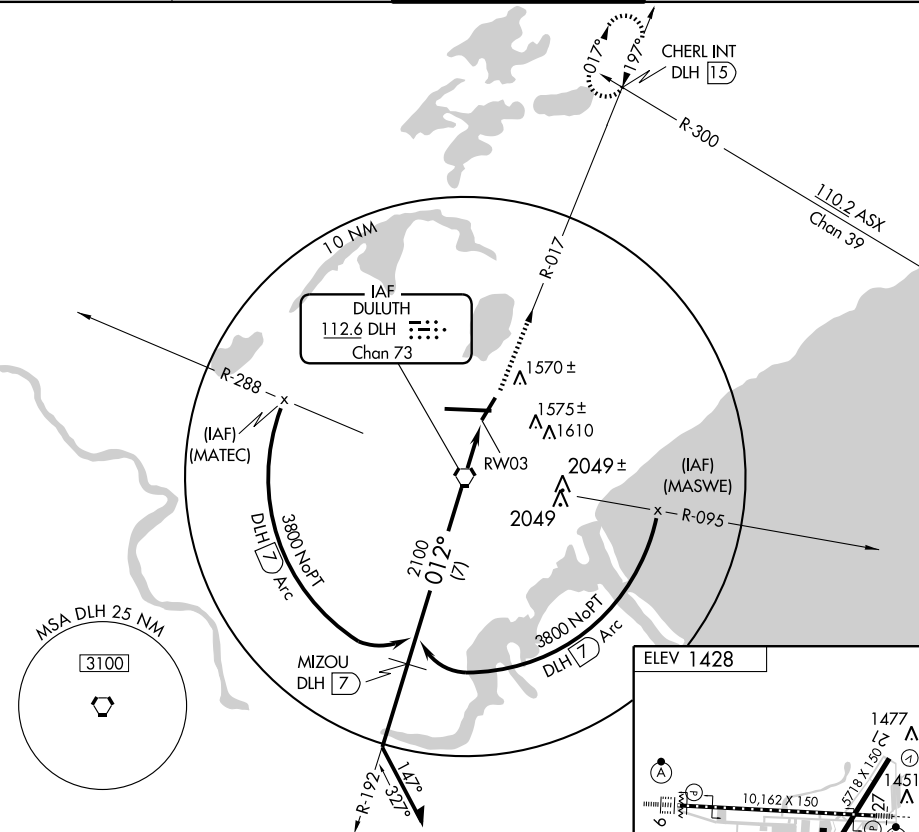 017°
197°
CHERL INT
DLH 15
R-300
110.2 ASX
Chan 39
10 NM
R-017
IAF
DULUTH
112.6 DLH
Chan 73
R-288
(IAF)
(MATEC)
1570 ±
1575 ±
1610
RW03
2049 ±
2049
(IAF)
(MASWE)
R-095
3800 NoPT
DLH 7 Arc
2100
012°
(7)
3800 NoPT
DLH 7 Arc
MSA DLH 25 NM
3100
MIZOU
DLH 7
R-192
147°
327°
ELEV 1428
1477
21
V
A
P
10,162 X 150
5718 X 150
1451
27
9
P